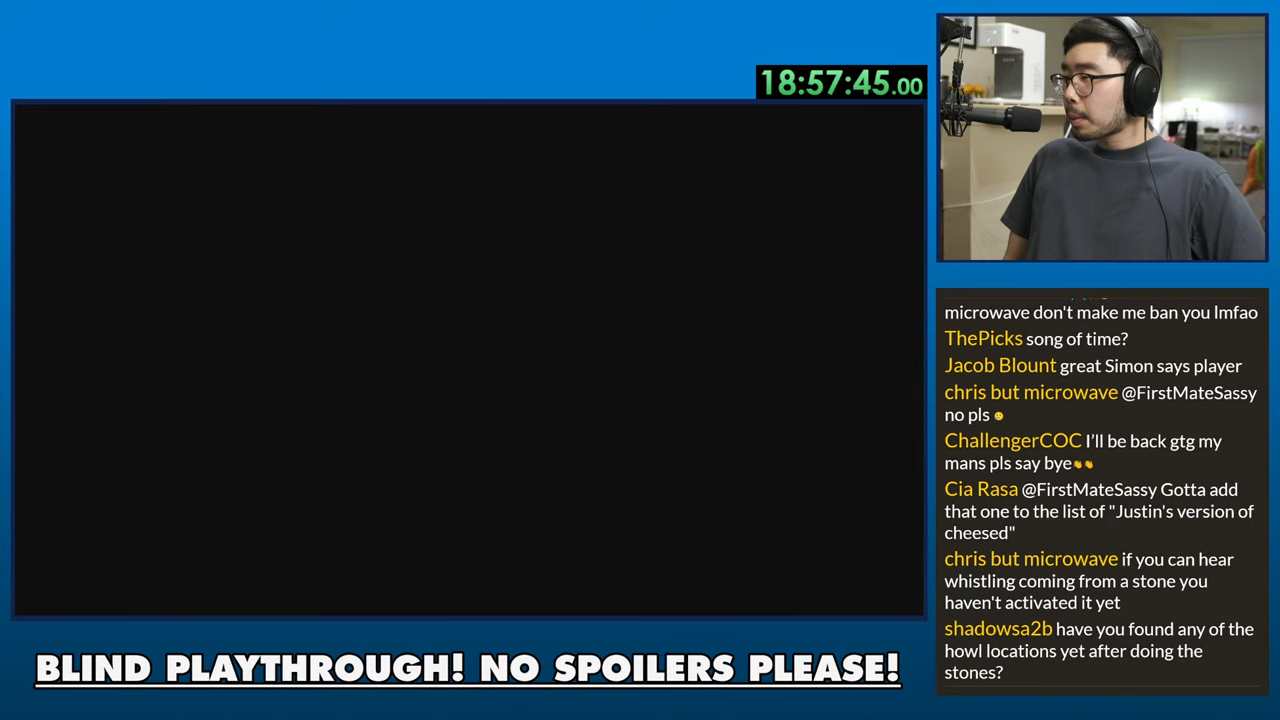 18:57:45.00
microwave don't make me ban you lmfao
ThePicks song of time?
Jacob Blount great Simon says player
chris but microwave @FirstMateSassy
no pls
ChallengerCOC I'll be back gtg my
mans pls say bye
Cia Rasa @FirstMateSassy Gotta add
that one to the list of "Justin's version of
cheesed"
chris but microwave if you can hear
whistling coming from a stone you
haven't activated it yet
shadowsa2b have you found any of the
howl locations yet after doing the
stones?
BLIND PLAYTHROUGH! NO SPOILERS PLEASE!